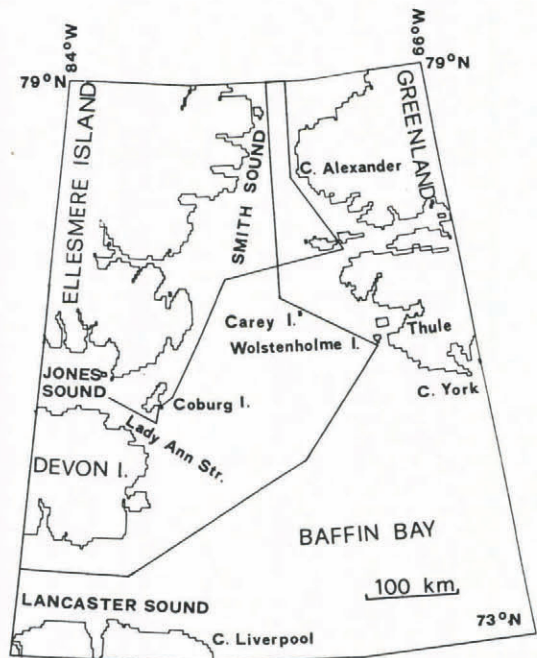 84°W
66°W
79°N
79°N
ELLESMERE ISLAND
SMITH SOUND
GREENLAND
C. Alexander
Carey I.
Wolstenholme I.
Thule
C. York
JONES
SOUND
Coburg I.
Lady Ann Str.
DEVON I.
BAFFIN BAY
100 km
LANCASTER SOUND
C. Liverpool
73°N